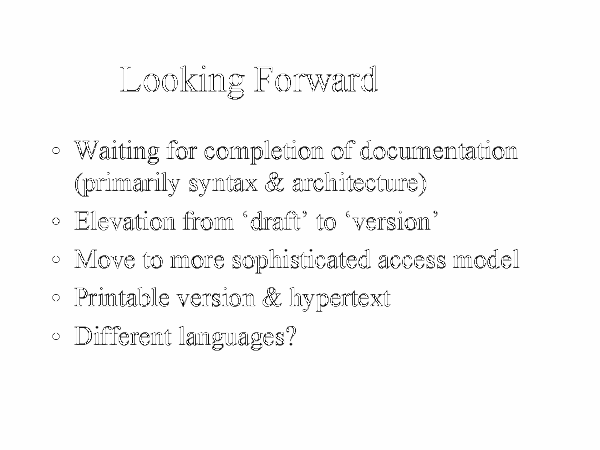 Looking Forward
◦ Waiting for completion of documentation
(primarily syntax & architecture)
◦ Elevation from ‘draft’ to ‘version’
◦ Move to more sophisticated access model
◦ Printable version & hypertext
◦ Different languages?